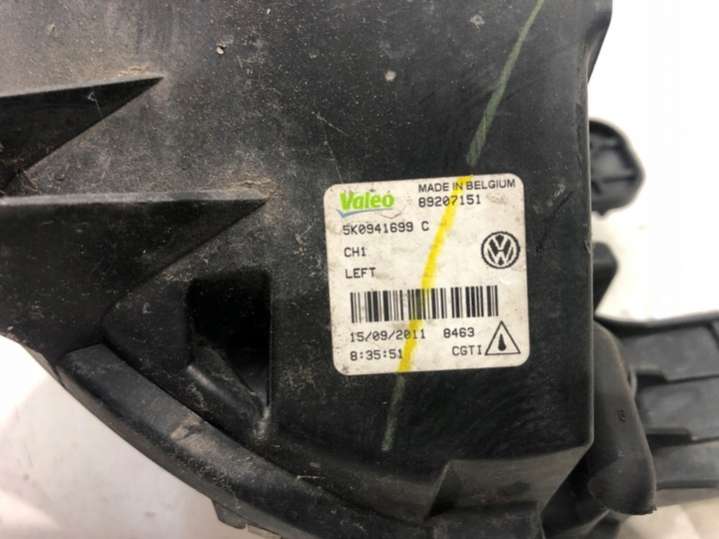 Valeo
MADE IN BELGIUM
89207151
5K0941699 C
CH1
LEFT
15/09/2011 8463
8:35:51 CGTI